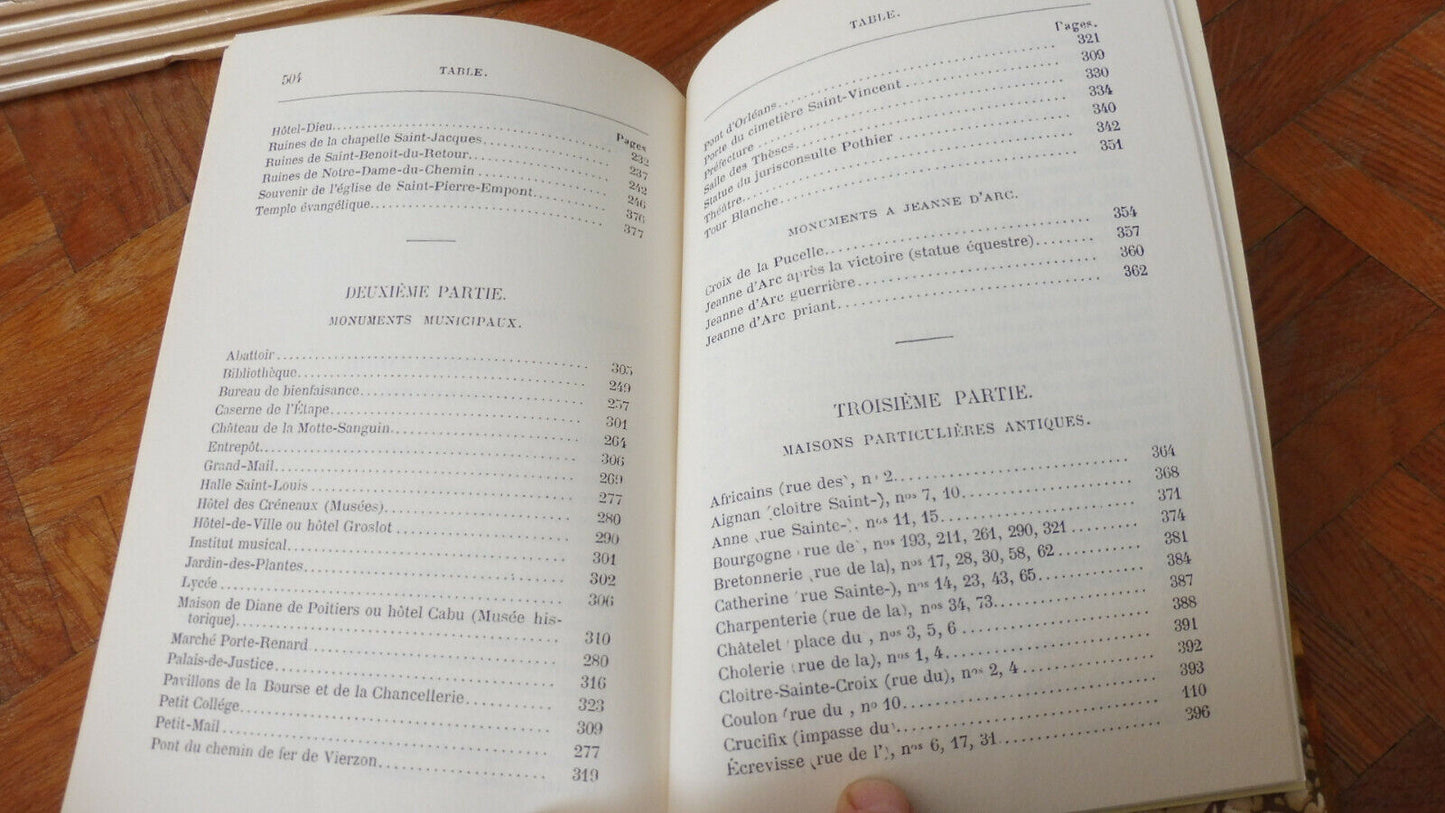 504 TABLE.
Pages
Hôtel-Dieu.......... 232
Ruines de la chapelle Saint-Jacques.......... 237
Ruines de Saint-Benoit-du-Retour.......... 242
Ruines de Notre-Dame-du-Chemin.......... 246
Souvenir de l'église de Saint-Pierre-Empont.......... 376
Temple évangélique.......... 377
DEUXIÈME PARTIE.
MONUMENTS MUNICIPAUX.
Abattoir.......... 305
Bibliothèque.......... 249
Bureau de bienfaisance.......... 257
Caserne de l'Étape.......... 301
Château de la Motte-Sanguin.......... 264
Entrepôt.......... 306
Grand-Mail.......... 269
Halle Saint-Louis.......... 277
Hôtel des Créneaux (Musées).......... 280
Hôtel-de-Ville ou hôtel Groslot.......... 290
Institut musical.......... 301
Jardin-des-Plantes.......... 302
Lycée.......... 306
Maison de Diane de Poitiers ou hôtel Cabu (Musée his-
torique).......... 310
Marché Porte-Renard.......... 280
Palais-de-Justice.......... 316
Pavillons de la Bourse et de la Chancellerie.......... 323
Petit Collége.......... 309
Petit-Mail.......... 277
Pont du chemin de fer de Vierzon.......... 319
TABLE.
Pages.
Pont d'Orléans.......... 321
Porte du cimetière Saint-Vincent.......... 309
Préfecture.......... 330
Salle des Thèses.......... 334
Statue du jurisconsulte Pothier.......... 340
Théâtre.......... 342
Tour Blanche.......... 351
MONUMENTS A JEANNE D'ARC.
Croix de la Pucelle.......... 354
Jeanne d'Arc après la victoire (statue équestre).......... 357
Jeanne d'Arc guerrière.......... 360
Jeanne d'Arc priant.......... 362
TROISIÈME PARTIE.
MAISONS PARTICULIÈRES ANTIQUES.
Africains (rue des), n° 2.......... 364
Aignan (cloitre Saint-), nos 7, 10.......... 368
Anne (rue Sainte-), nos 11, 15.......... 371
Bourgogne (rue de), nos 193, 211, 261, 290, 321.......... 374
Bretonnerie (rue de la), nos 17, 28, 30, 58, 62.......... 381
Catherine (rue Sainte-), nos 14, 23, 43, 65.......... 384
Charpenterie (rue de la), nos 34, 73.......... 387
Châtelet (place du), nos 3, 5, 6.......... 388
Cholerie (rue de la), nos 1, 4.......... 391
Cloitre-Sainte-Croix (rue du), nos 2, 4.......... 392
Coulon (rue du), no 10.......... 393
Crucifix (impasse du).......... 110
Écrevisse (rue de l'), nos 6, 17, 31.......... 396